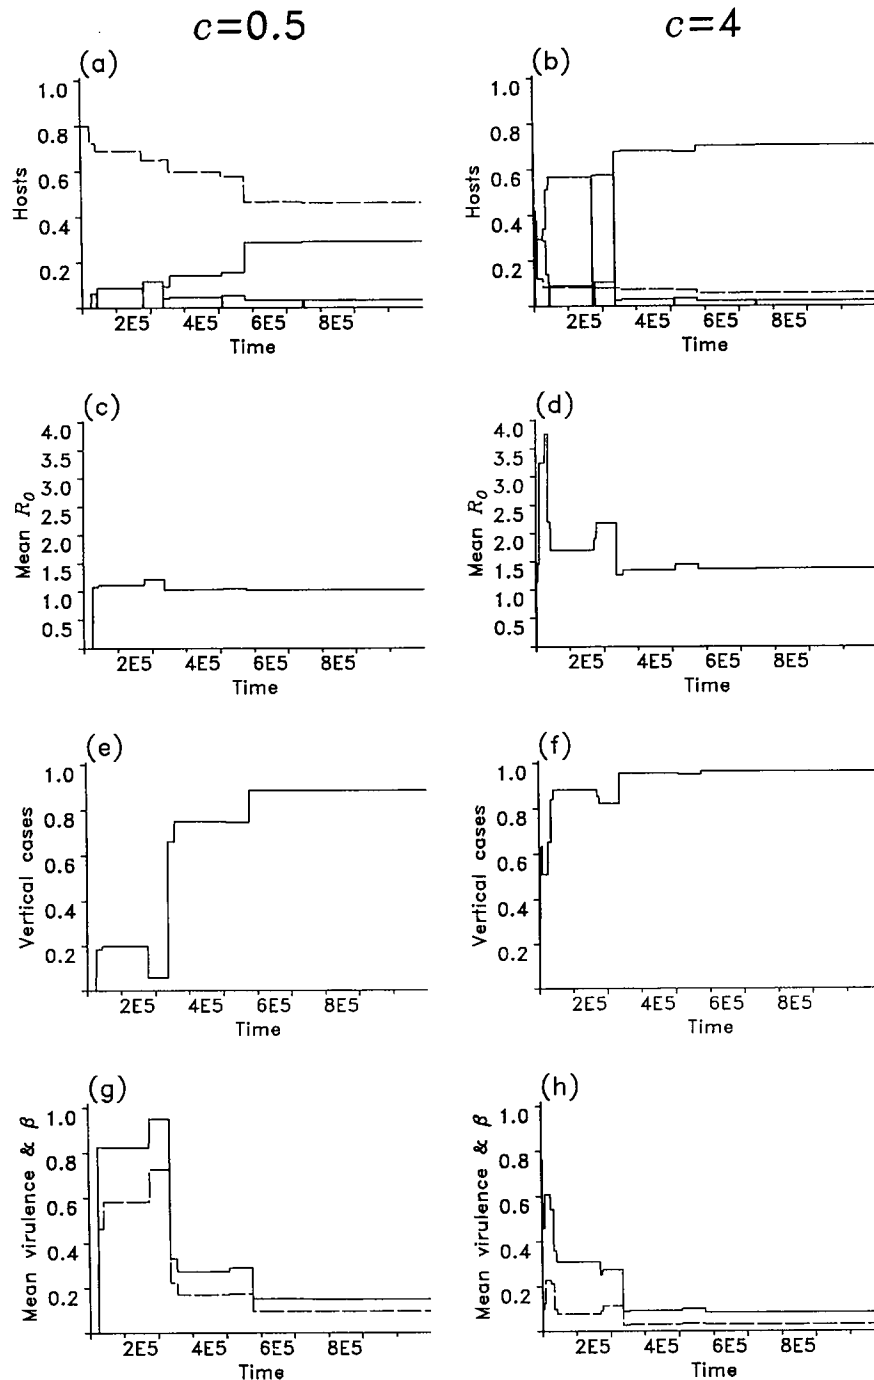 c=0.5
c=4
(a)
1.0
0.8
0.6
0.4
0.2
Hosts
2E5 4E5 6E5 8E5
Time
(b)
1.0
0.8
0.6
0.4
0.2
Hosts
2E5 4E5 6E5 8E5
Time
(c)
4.0
3.5
3.0
2.5
2.0
1.5
1.0
0.5
Mean R0
2E5 4E5 6E5 8E5
Time
(d)
4.0
3.5
3.0
2.5
2.0
1.5
1.0
0.5
Mean R0
2E5 4E5 6E5 8E5
Time
(e)
1.0
0.8
0.6
0.4
0.2
Vertical cases
2E5 4E5 6E5 8E5
Time
(f)
1.0
0.8
0.6
0.4
0.2
Vertical cases
2E5 4E5 6E5 8E5
Time
(g)
1.0
0.8
0.6
0.4
0.2
Mean virulence & β
2E5 4E5 6E5 8E5
Time
(h)
1.0
0.8
0.6
0.4
0.2
Mean virulence & β
2E5 4E5 6E5 8E5
Time